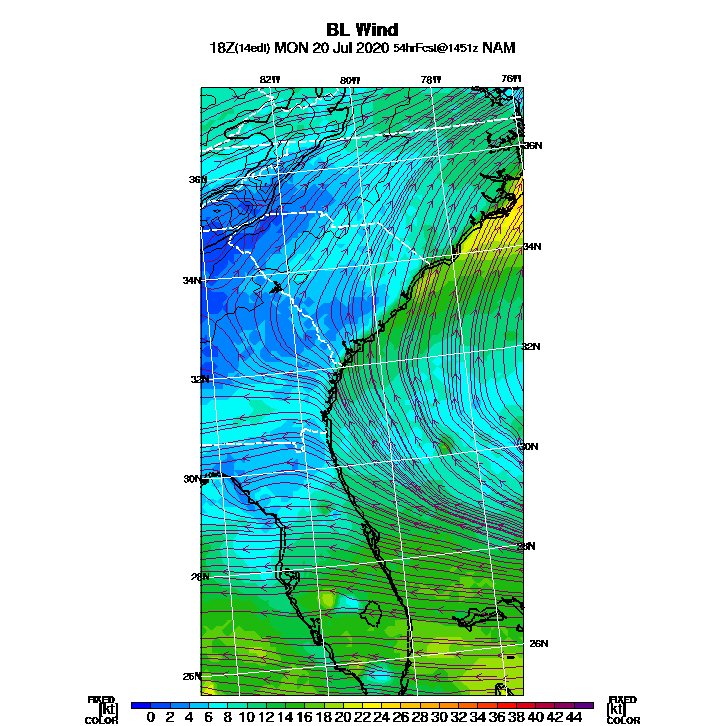 BL Wind
18Z(14edt) MON 20 Jul 2020 54hrFcst@1451z NAM
82W 80W 78W 76W
36N 36N
34N 34N
32N 32N
30N 30N
28N 28N
26N 26N
FIXED FIXED
[kt] 0 2 4 6 8 10 12 14 16 18 20 22 24 26 28 30 32 34 36 38 40 42 44 [kt]
COLOR COLOR